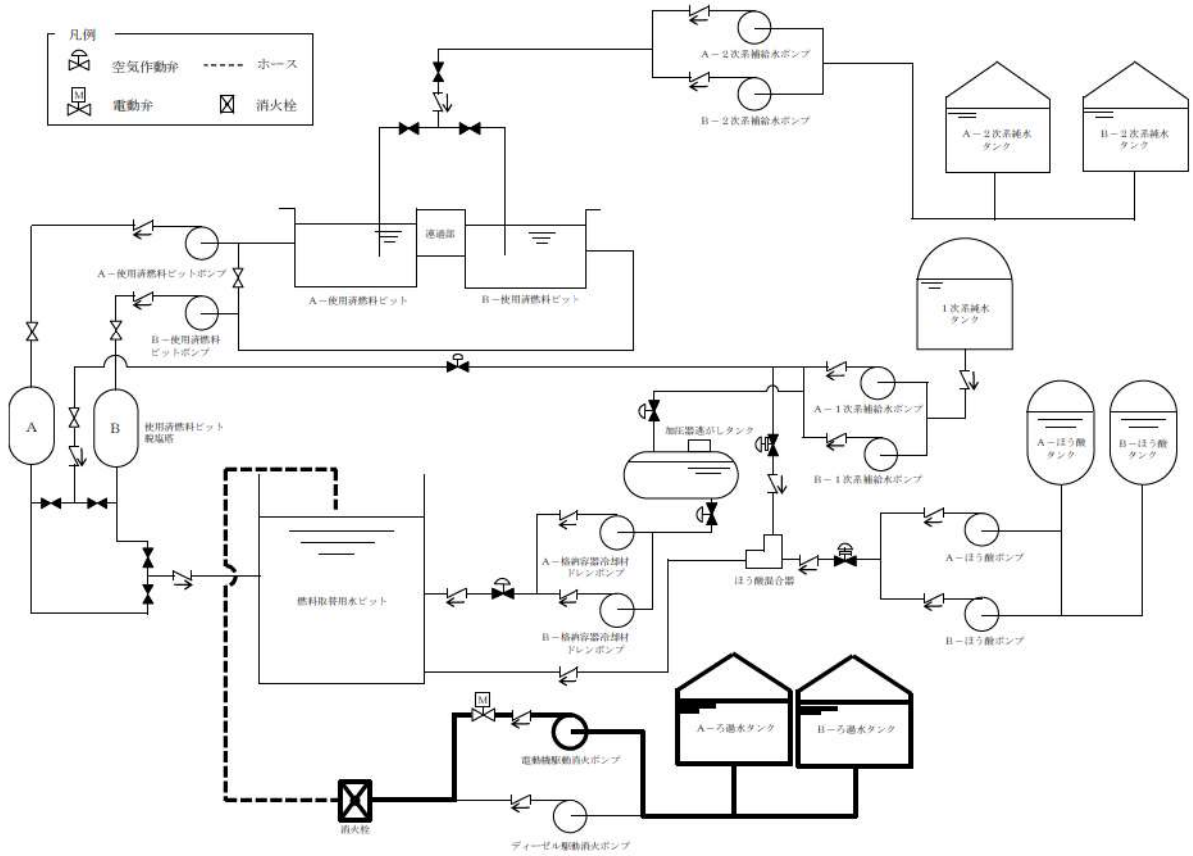 凡例
空気作動弁
ホース
M
電動弁
消火栓
A-2次系補給水ポンプ
B-2次系補給水ポンプ
A-2次系純水
タンク
B-2次系純水
タンク
連通部
A-使用済燃料ピットポンプ
A-使用済燃料ピット
B-使用済燃料ピット
B-使用済燃料
ピットポンプ
1次系純水
タンク
A
B
使用済燃料ピット
脱塩塔
加圧器逃がしタンク
A-1次系補給水ポンプ
B-1次系補給水ポンプ
A-ほう酸
タンク
B-ほう酸
タンク
A-格納容器冷却材
ドレンポンプ
B-格納容器冷却材
ドレンポンプ
ほう酸混合器
A-ほう酸ポンプ
B-ほう酸ポンプ
燃料取替用水ピット
M
電動機駆動消火ポンプ
A-ろ過水タンク
B-ろ過水タンク
消火栓
ディーゼル駆動消火ポンプ